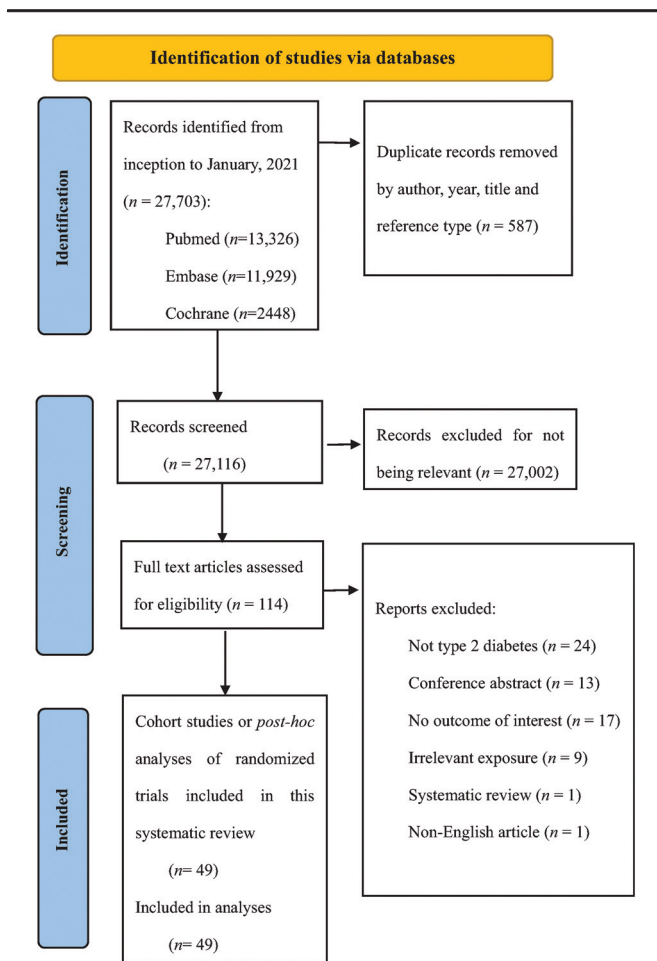 Identification of studies via databases
Identification
Records identified from
inception to January, 2021
(n = 27,703):
Pubmed (n=13,326)
Embase (n=11,929)
Cochrane (n=2448)
Duplicate records removed
by author, year, title and
reference type (n = 587)
Screening
Records screened
(n = 27,116)
Records excluded for not
being relevant (n = 27,002)
Full text articles assessed
for eligibility (n = 114)
Reports excluded:
Not type 2 diabetes (n = 24)
Conference abstract (n = 13)
No outcome of interest (n = 17)
Irrelevant exposure (n = 9)
Systematic review (n = 1)
Non-English article (n = 1)
Included
Cohort studies or post-hoc
analyses of randomized
trials included in this
systematic review
(n= 49)
Included in analyses
(n= 49)